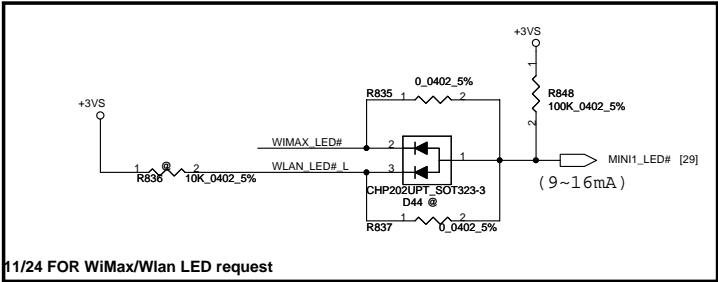 +3VS
0_0402_5%
R835
1
2
1
R848
100K_0402_5%
2
+3VS
WIMAX_LED#
2
1
@
2
WLAN_LED#_L
3
1
MINI1_LED# [29]
R836
10K_0402_5%
CHP202UPT_SOT323-3
(9~16mA)
D44 @
1
2
R837
0_0402_5%
11/24 FOR WiMax/Wlan LED request